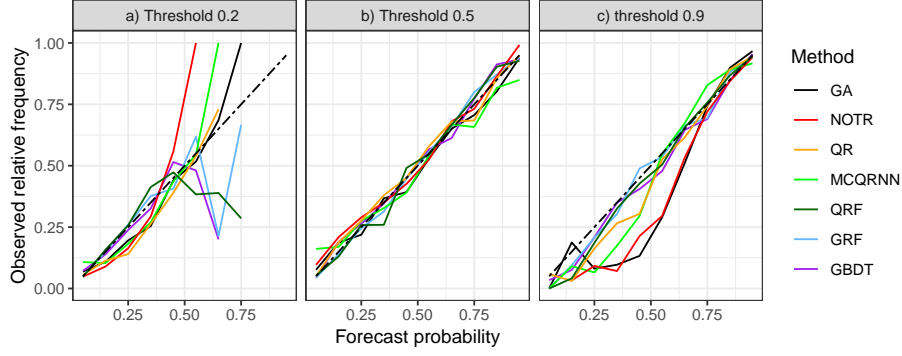 a) Threshold 0.2
b) Threshold 0.5
c) threshold 0.9
Observed relative frequency
1.00
0.75
0.50
0.25
0.00
0.25 0.50 0.75
0.25 0.50 0.75
0.25 0.50 0.75
Forecast probability
Method
GA
NOTR
QR
MCQRNN
QRF
GRF
GBDT